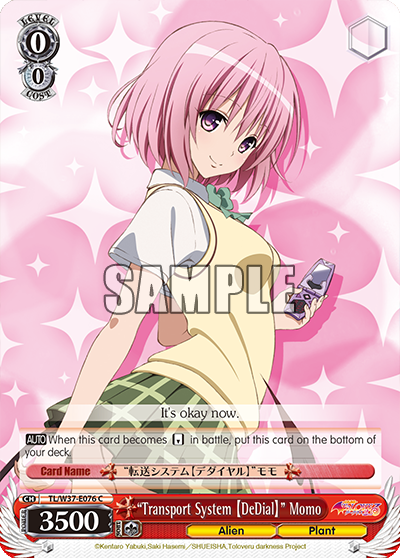 LEVEL
0
0
COST
SAMPLE
It's okay now.
AUTO When this card becomes in battle, put this card on the bottom of
your deck.
Card Name "転送システム【デダイヤル】"モモ
CH TL/W37-E076 C "Transport System【DeDial】" Momo
3500 Alien Plant
©Kentaro Yabuki,Saki Hasemi／SHUEISHA,Toloveru darkness Project